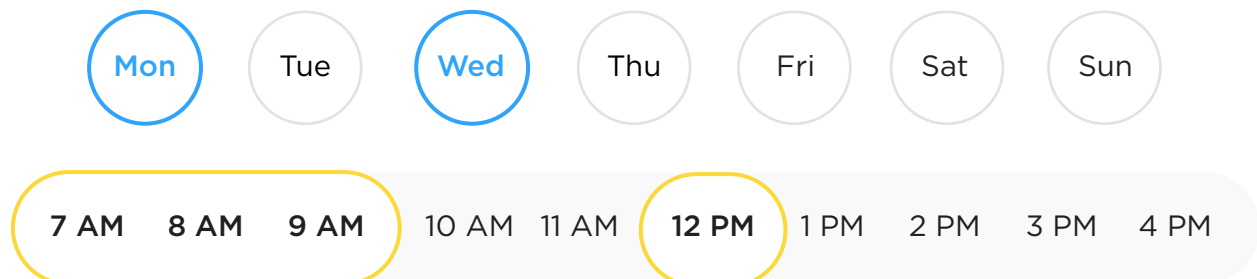 Mon Tue Wed Thu Fri Sat Sun
7 AM 8 AM 9 AM 10 AM 11 AM 12 PM 1 PM 2 PM 3 PM 4 PM